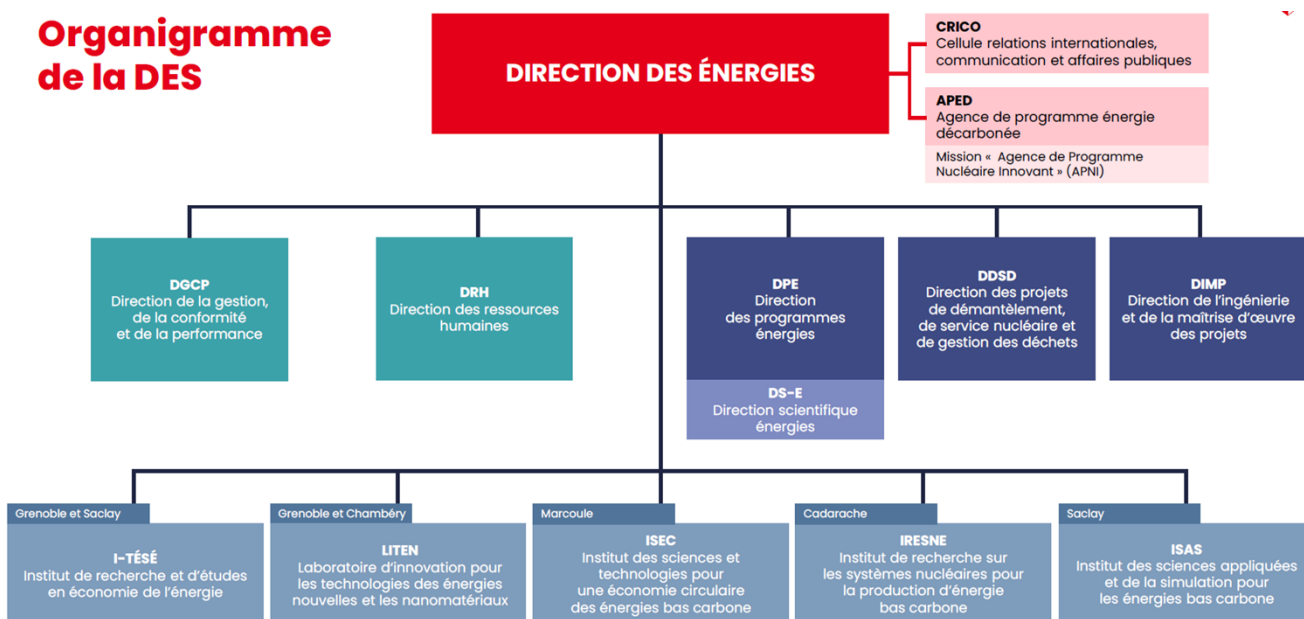 Organigramme
de la DES
DIRECTION DES ÉNERGIES
CRICO
Cellule relations internationales,
communication et affaires publiques
APED
Agence de programme énergie
décarbonée
Mission « Agence de Programme
Nucléaire Innovant » (APNI)
DGCP
Direction de la gestion,
de la conformité
et de la performance
DRH
Direction des ressources
humaines
DPE
Direction
des programmes
énergies
DS-E
Direction scientifique
énergies
DDSD
Direction des projets
de démantèlement,
de service nucléaire et
de gestion des déchets
DIMP
Direction de l'ingénierie
et de la maîtrise d'œuvre
des projets
Grenoble et Saclay
I-TÉSÉ
Institut de recherche et d'études
en économie de l'énergie
Grenoble et Chambéry
LITEN
Laboratoire d'innovation pour
les technologies des énergies
nouvelles et les nanomatériaux
Marcoule
ISEC
Institut des sciences et
technologies pour
une économie circulaire
des énergies bas carbone
Cadarache
IRESNE
Institut de recherche sur
les systèmes nucléaires pour
la production d'énergie
bas carbone
Saclay
ISAS
Institut des sciences appliquées
et de la simulation pour
les énergies bas carbone